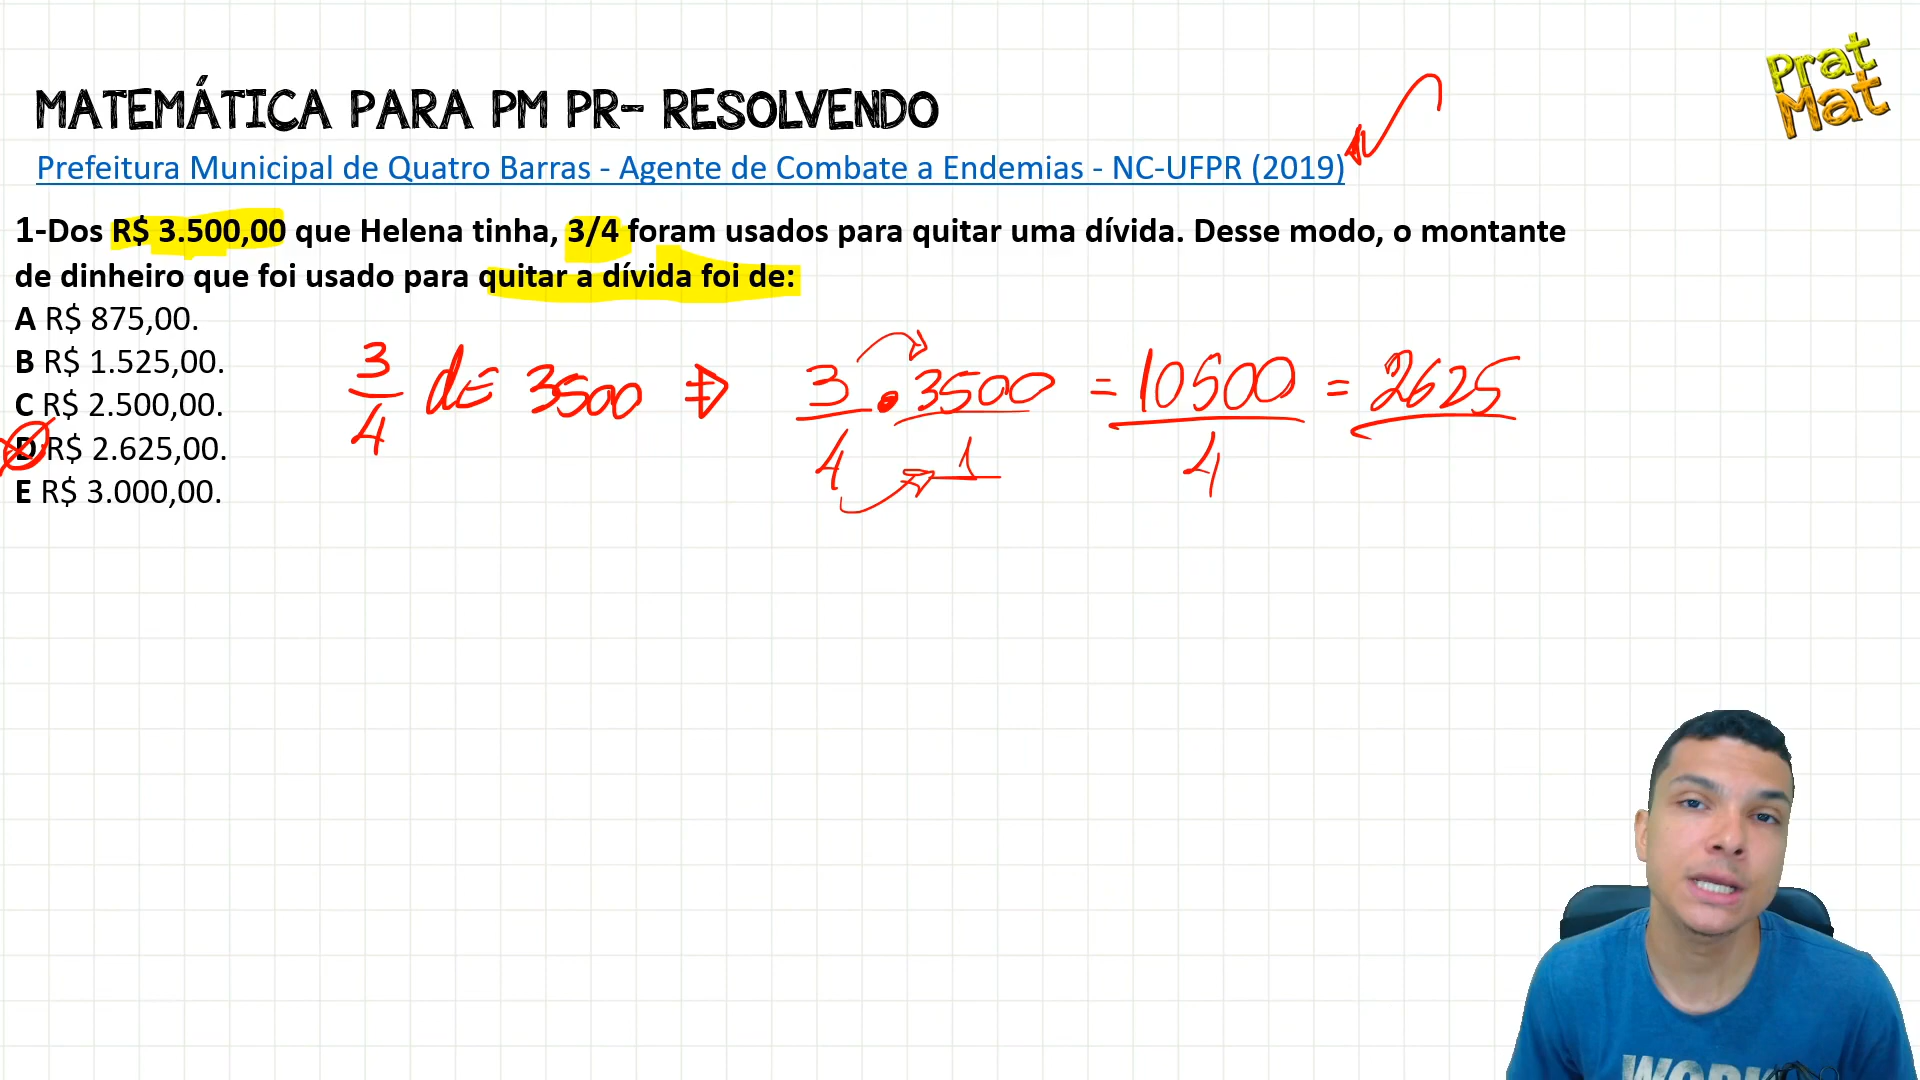 Prat
Mat
MATEMÁTICA PARA PM PR- RESOLVENDO
Prefeitura Municipal de Quatro Barras - Agente de Combate a Endemias - NC-UFPR (2019)
1-Dos R$ 3.500,00 que Helena tinha, 3/4 foram usados para quitar uma dívida. Desse modo, o montante
de dinheiro que foi usado para quitar a dívida foi de:
A R$ 875,00.
B R$ 1.525,00.
C R$ 2.500,00.
D R$ 2.625,00.
E R$ 3.000,00.
3/4 de 3500 ⇒ 3/4 • 3500/1 = 10500/4 = 2625
WORK